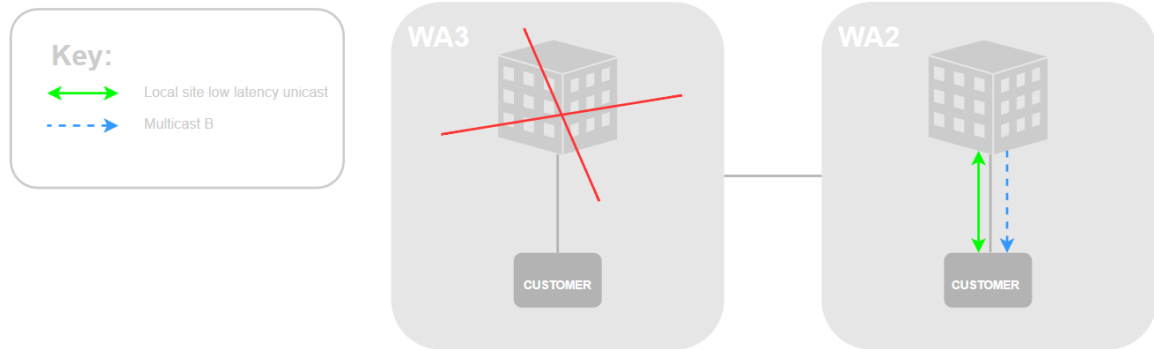 Key:
Local site low latency unicast
Multicast B
WA3
CUSTOMER
WA2
CUSTOMER